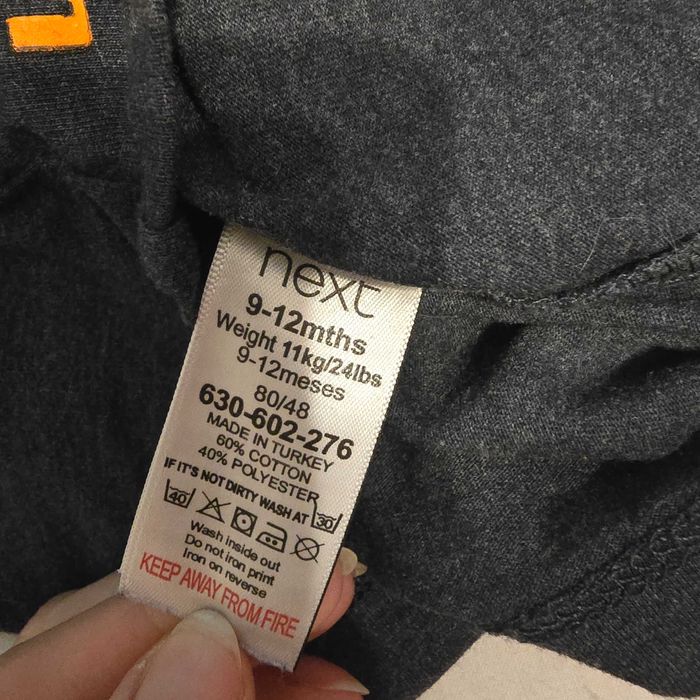 next
9-12mths
Weight 11kg/24lbs
9-12meses
80/48
630-602-276
MADE IN TURKEY
60% COTTON
40% POLYESTER
IF IT'S NOT DIRTY WASH AT 30
40
Wash inside out
Do not iron print
Iron on reverse
KEEP AWAY FROM FIRE